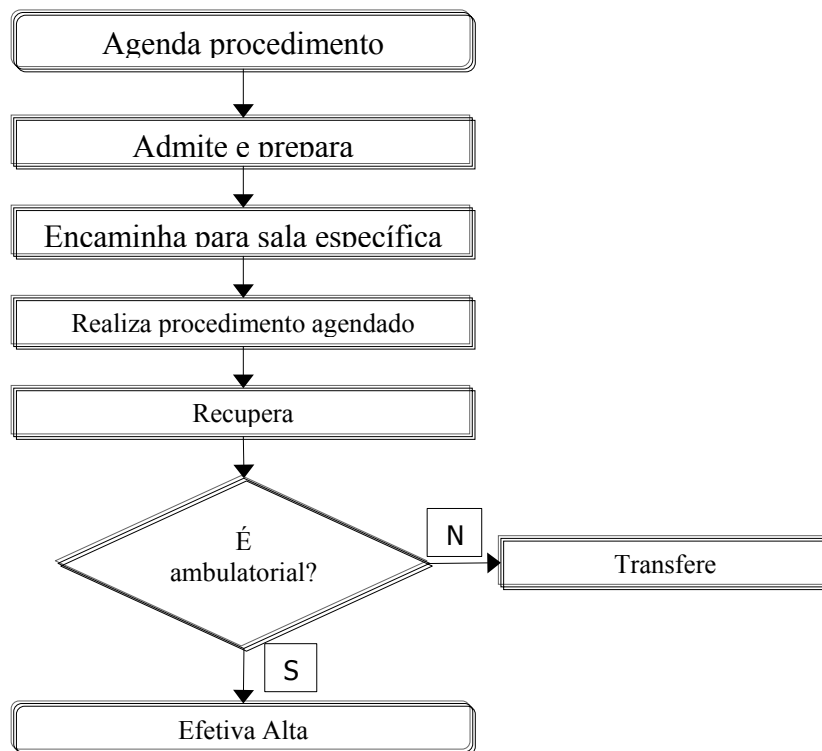 Agenda procedimento
Admite e prepara
Encaminha para sala específica
Realiza procedimento agendado
Recupera
É
ambulatorial?
N
Transfere
S
Efetiva Alta